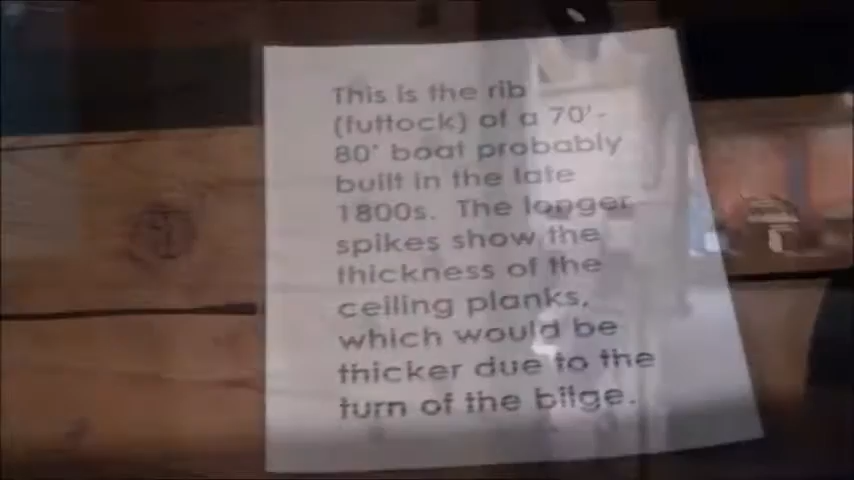 This is the rib
(futtock) of a 70'-
80' boat probably
built in the late
1800s. The longer
spikes show the
thickness of the
ceiling planks,
which would be
thicker due to the
turn of the bilge.